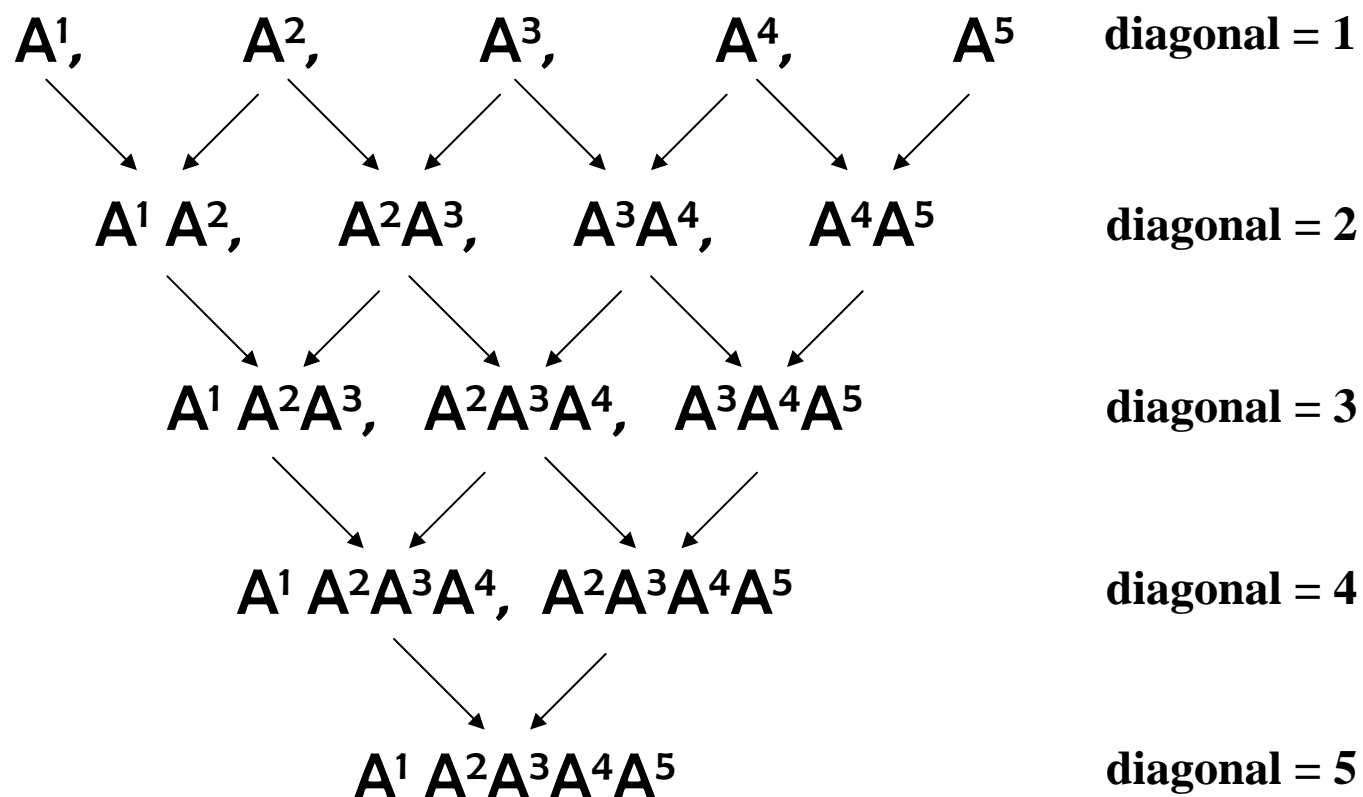 A¹, A², A³, A⁴, A⁵ diagonal = 1
A¹ A², A²A³, A³A⁴, A⁴A⁵ diagonal = 2
A¹ A²A³, A²A³A⁴, A³A⁴A⁵ diagonal = 3
A¹ A²A³A⁴, A²A³A⁴A⁵ diagonal = 4
A¹ A²A³A⁴A⁵ diagonal = 5